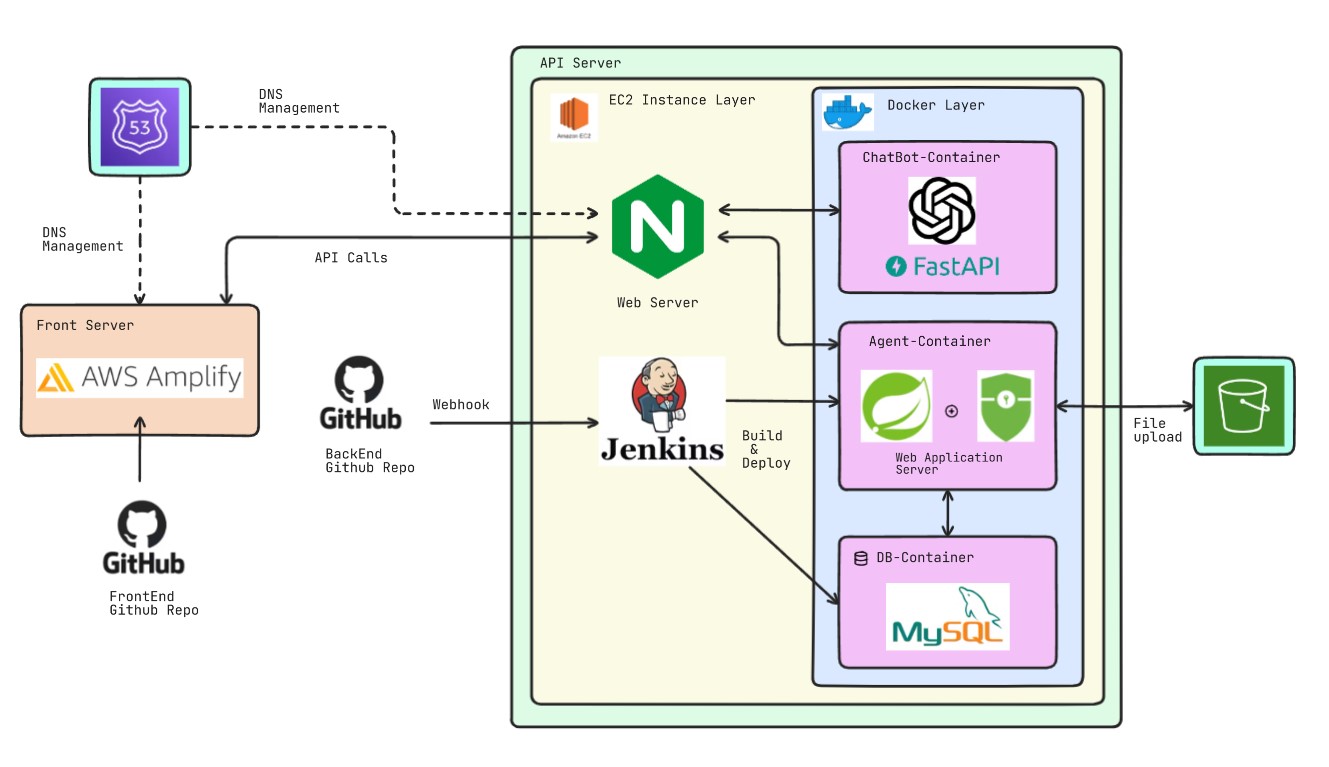 API Server
53
DNS
Management
EC2 Instance Layer
Amazon EC2
Docker Layer
ChatBot-Container
FastAPI
N
DNS
Management
API Calls
Web Server
Front Server
AWS Amplify
GitHub
BackEnd
Github Repo
Webhook
Jenkins
Build
&
Deploy
Agent-Container
Web Application
Server
File
upload
GitHub
FrontEnd
Github Repo
DB-Container
MySQL